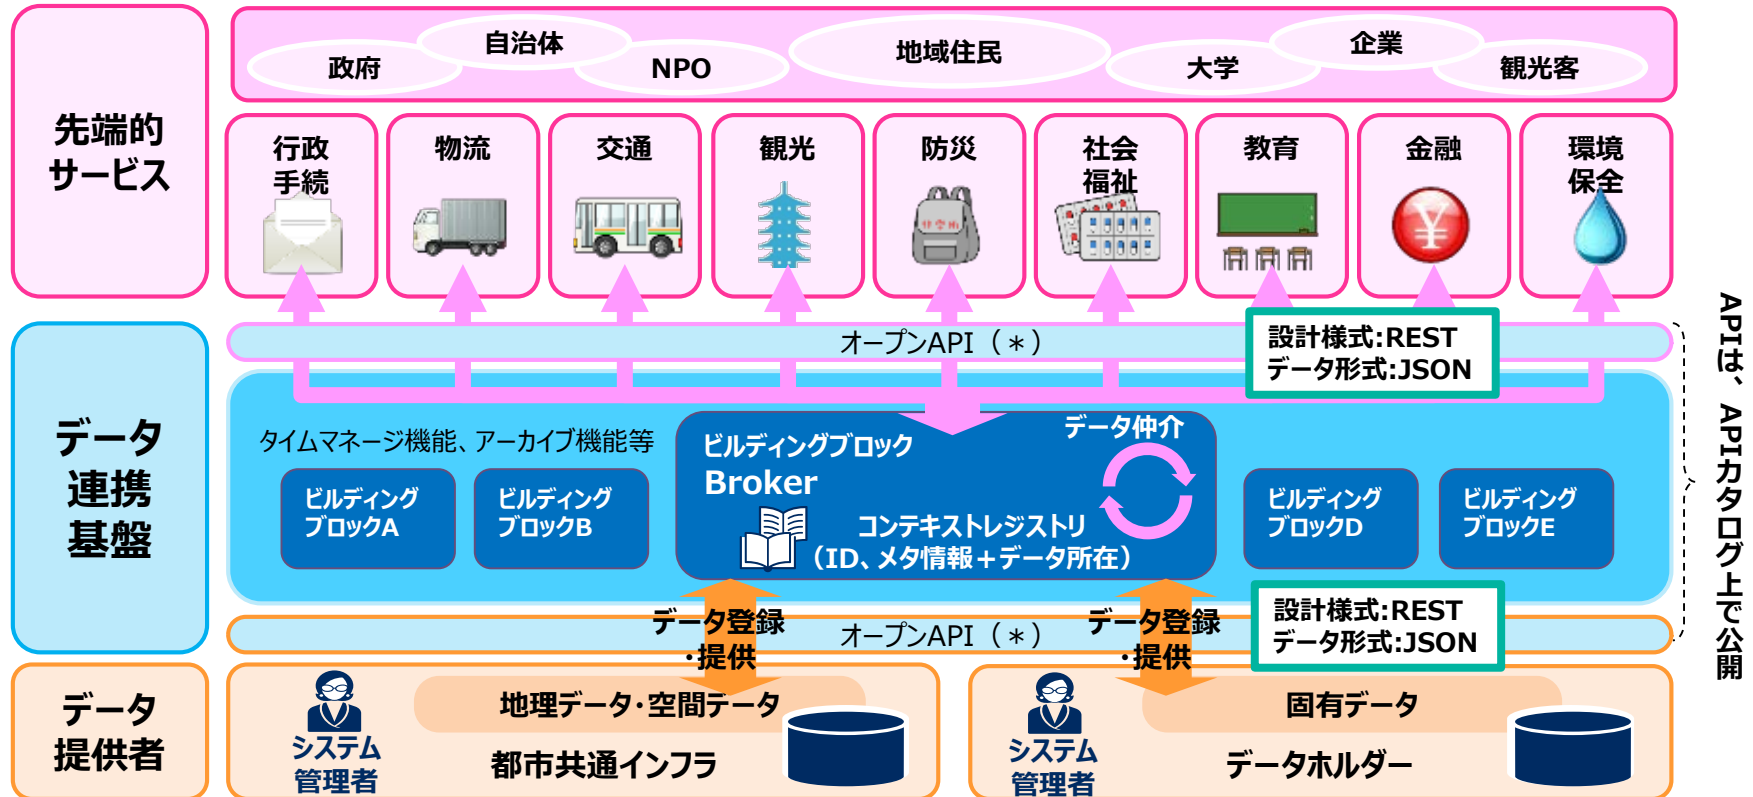 先端的
サービス
政府
自治体
NPO
地域住民
大学
企業
観光客
行政
手続
物流
交通
観光
防災
社会
福祉
教育
金融
環境
保全
データ
連携
基盤
オープンAPI（＊）
設計様式:REST
データ形式:JSON
タイムマネージ機能、アーカイブ機能等
ビルディング
ブロックA
ビルディング
ブロックB
ビルディングブロック
Broker
データ仲介
コンテキストレジストリ
（ID、メタ情報＋データ所在）
ビルディング
ブロックD
ビルディング
ブロックE
オープンAPI（＊）
データ登録
・提供
データ登録
・提供
設計様式:REST
データ形式:JSON
APIは、APIカタログ上で公開
データ
提供者
システム
管理者
地理データ・空間データ
都市共通インフラ
システム
管理者
固有データ
データホルダー